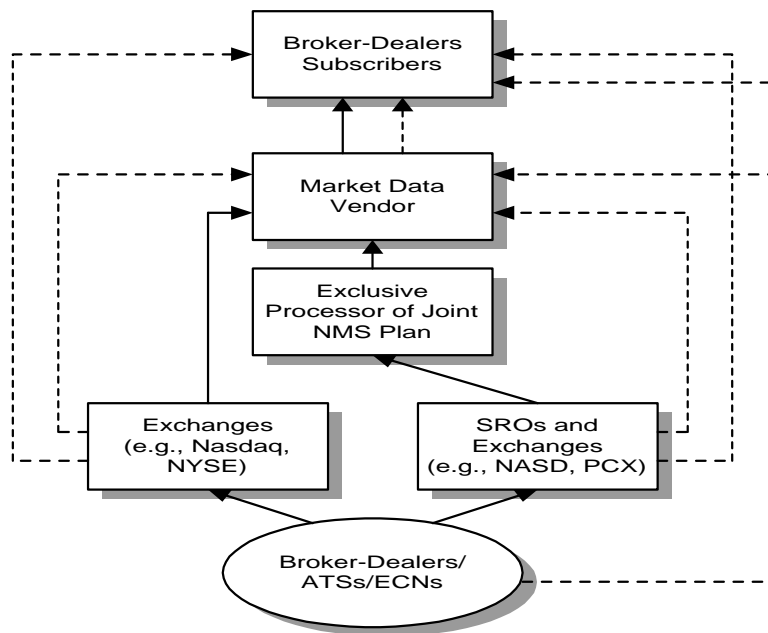 Broker-Dealers
Subscribers
Market Data
Vendor
Exclusive
Processor of Joint
NMS Plan
Exchanges
(e.g., Nasdaq,
NYSE)
SROs and
Exchanges
(e.g., NASD, PCX)
Broker-Dealers/
ATSs/ECNs